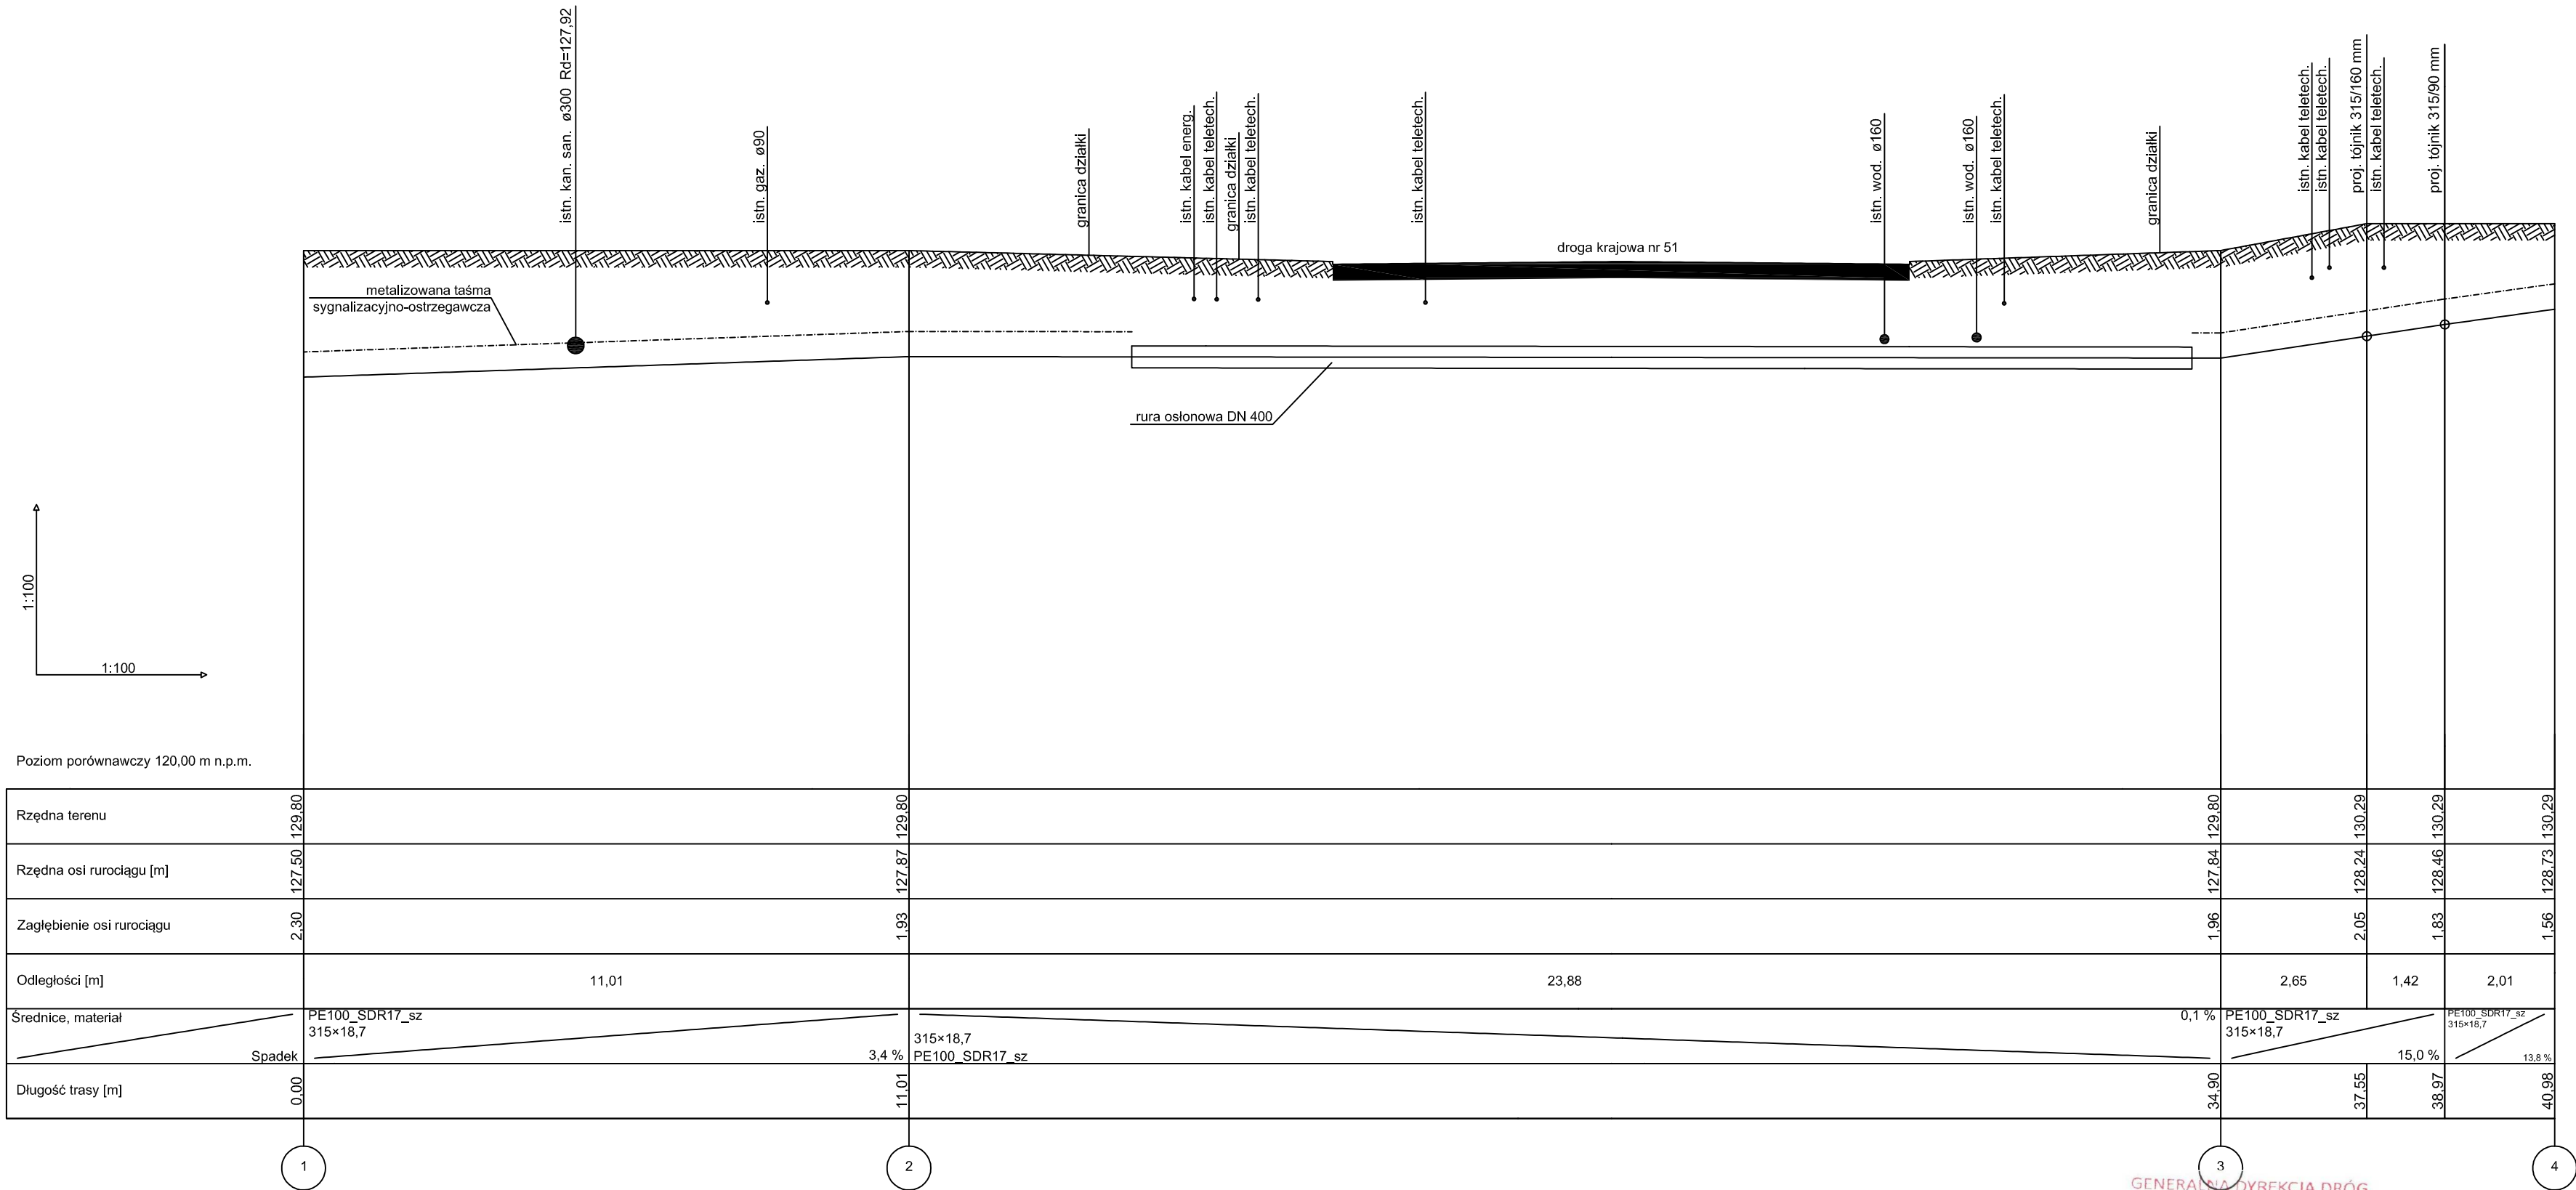 istn. kan. san. ø300 Rd=127,92
istn. gaz. ø90
granica działki
istn. kabel energ.
istn. kabel teletech.
granica działki
istn. kabel teletech.
istn. kabel teletech.
istn. wod. ø160
istn. wod. ø160
istn. kabel teletech.
granica działki
istn. kabel teletech.
istn. kabel teletech.
proj. tójnik 315/160 mm
istn. kabel teletech.
proj. tójnik 315/90 mm
droga krajowa nr 51
metalizowana taśma
sygnalizacyjno-ostrzegawcza
rura osłonowa DN 400
1:100
1:100
Poziom porównawczy 120,00 m n.p.m.
Rzędna terenu 129,80 129,80 129,80 130,29 130,29 130,29
Rzędna osi rurociągu [m] 127,50 127,87 127,84 128,24 128,46 128,73
Zagłębienie osi rurociągu 2,30 1,93 1,96 2,05 1,83 1,56
Odległości [m] 11,01 23,88 2,65 1,42 2,01
Średnice, materiał
Spadek
PE100_SDR17_sz
315×18,7
3,4 %
315×18,7
PE100_SDR17_sz
0,1 %
PE100_SDR17_sz
315×18,7
15,0 %
PE100_SDR17_sz
315×18,7
13,8 %
Długość trasy [m] 0,00 11,01 34,90 37,55 38,97 40,98
1 2 3 4
GENERALNA DYREKCJA DRÓG